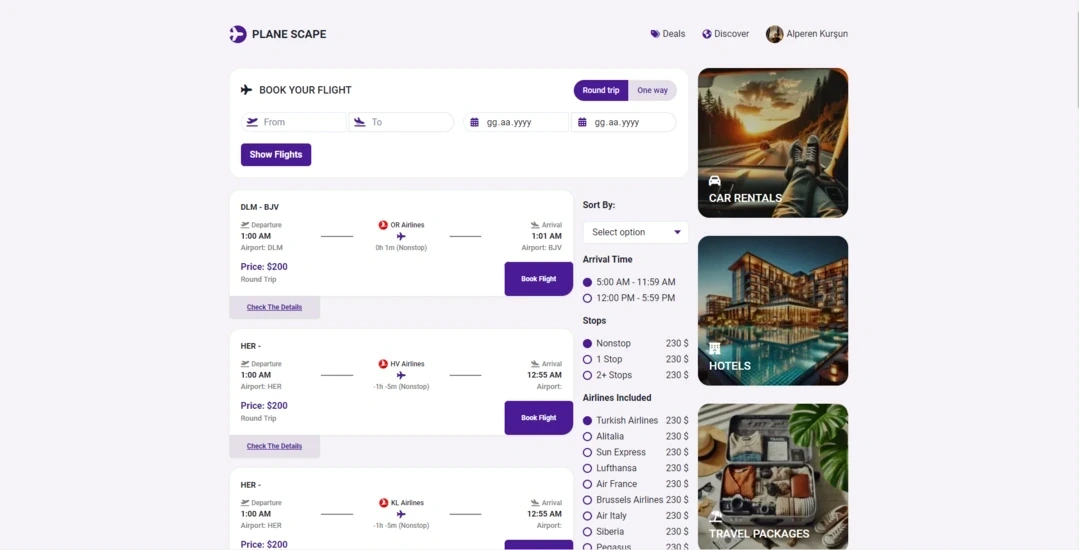 PLANE SCAPE
Deals
Discover
Alperen Kurşun
BOOK YOUR FLIGHT
Round trip
One way
From
To
gg.aa.yyyy
gg.aa.yyyy
Show Flights
DLM - BJV
Departure
OR Airlines
Arrival
1:00 AM
1:01 AM
Airport: DLM
0h 1m (Nonstop)
Airport: BJV
Price: $200
Round Trip
Book Flight
Check The Details
HER -
Departure
HV Airlines
Arrival
1:00 AM
12:55 AM
Airport: HER
-1h -5m (Nonstop)
Airport:
Price: $200
Round Trip
Book Flight
Check The Details
HER -
Departure
KL Airlines
Arrival
1:00 AM
12:55 AM
Airport: HER
-1h -5m (Nonstop)
Airport:
Price: $200
Sort By:
Select option
Arrival Time
5:00 AM - 11:59 AM
12:00 PM - 5:59 PM
Stops
Nonstop 230 $
1 Stop 230 $
2+ Stops 230 $
Airlines Included
Turkish Airlines 230 $
Alitalia 230 $
Sun Express 230 $
Lufthansa 230 $
Air France 230 $
Brussels Airlines 230 $
Air Italy 230 $
Siberia 230 $
Pegasus 230 $
CAR RENTALS
HOTELS
TRAVEL PACKAGES